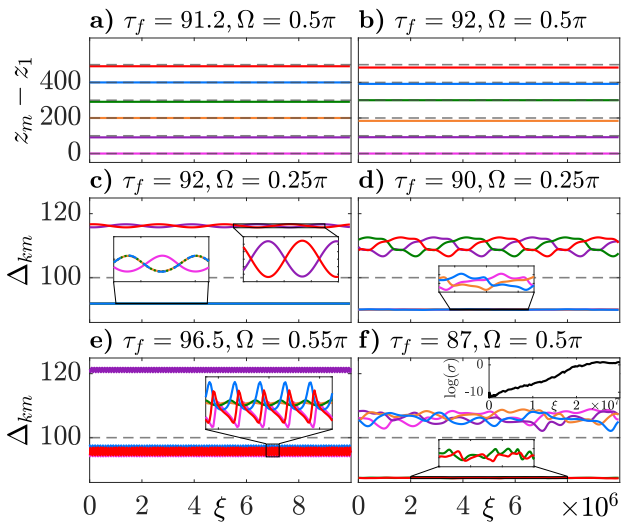 a) τ_f = 91.2, Ω = 0.5π
b) τ_f = 92, Ω = 0.5π
z_m − z_1
400
200
0
c) τ_f = 92, Ω = 0.25π
d) τ_f = 90, Ω = 0.25π
Δ_km
120
100
e) τ_f = 96.5, Ω = 0.55π
f) τ_f = 87, Ω = 0.5π
Δ_km
120
100
log(σ)
0
-10
0 ξ 2
×10^7
0 2 4 ξ 6 8
0 2 4 ξ 6 ×10^6